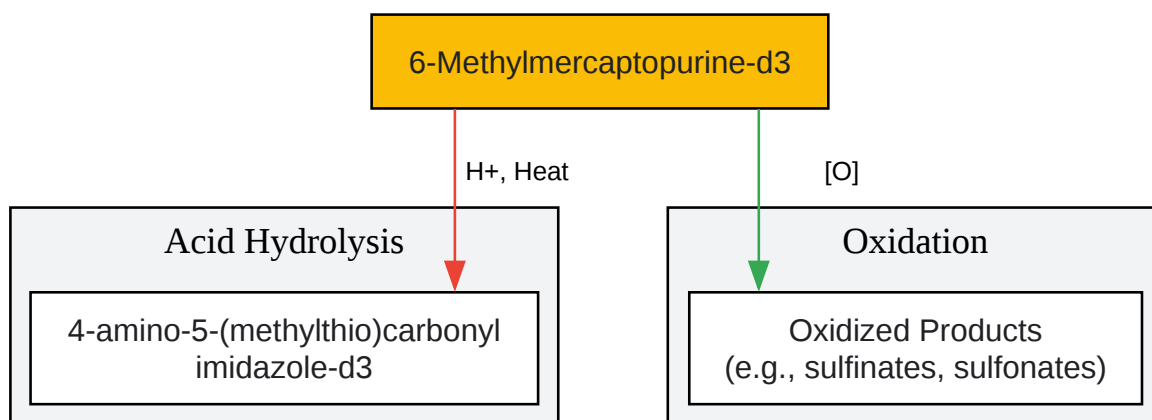 6-Methylmercaptopurine-d3
H+, Heat
[O]
Acid Hydrolysis
Oxidation
4-amino-5-(methylthio)carbonyl
imidazole-d3
Oxidized Products
(e.g., sulfinates, sulfonates)